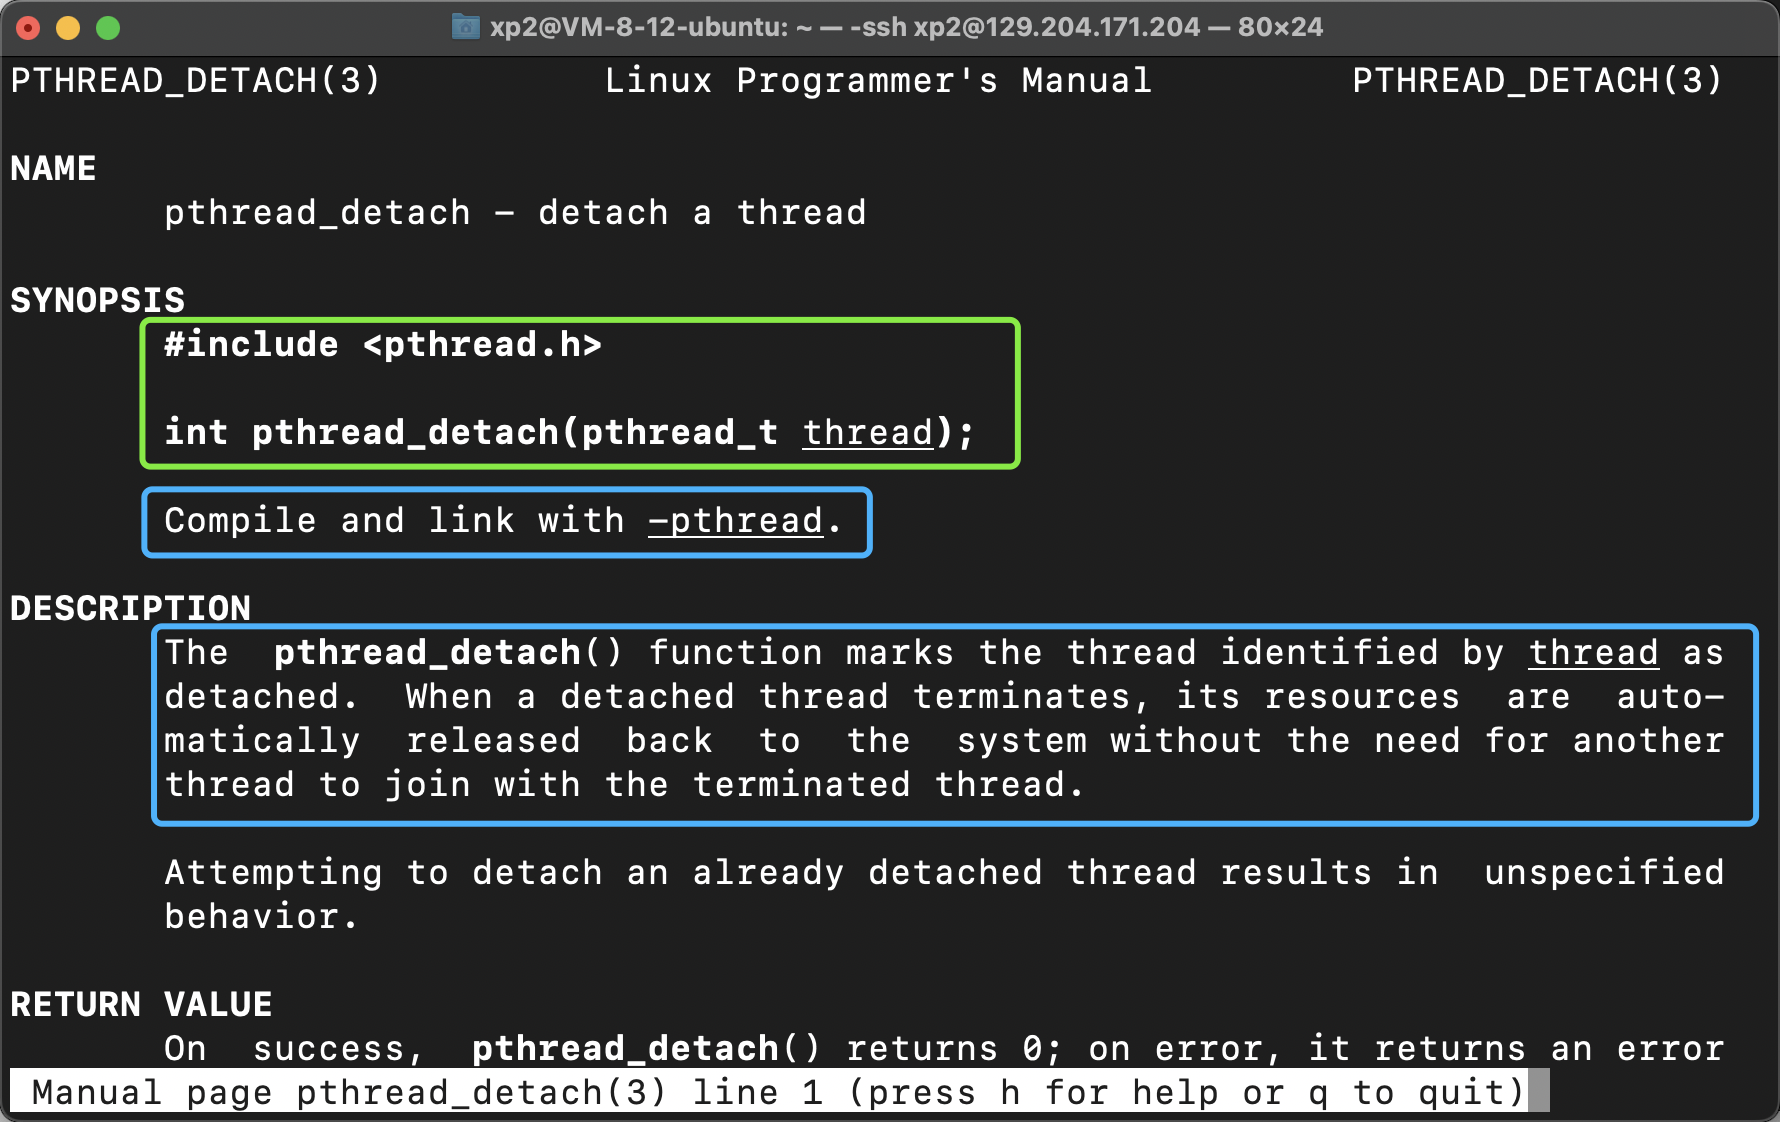 xp2@VM-8-12-ubuntu: ~ — -ssh xp2@129.204.171.204 — 80×24
PTHREAD_DETACH(3) Linux Programmer's Manual PTHREAD_DETACH(3)
NAME
pthread_detach – detach a thread
SYNOPSIS
#include <pthread.h>
int pthread_detach(pthread_t thread);
Compile and link with -pthread.
DESCRIPTION
The pthread_detach() function marks the thread identified by thread as
detached. When a detached thread terminates, its resources are auto-
matically released back to the system without the need for another
thread to join with the terminated thread.
Attempting to detach an already detached thread results in unspecified
behavior.
RETURN VALUE
On success, pthread_detach() returns 0; on error, it returns an error
Manual page pthread_detach(3) line 1 (press h for help or q to quit)